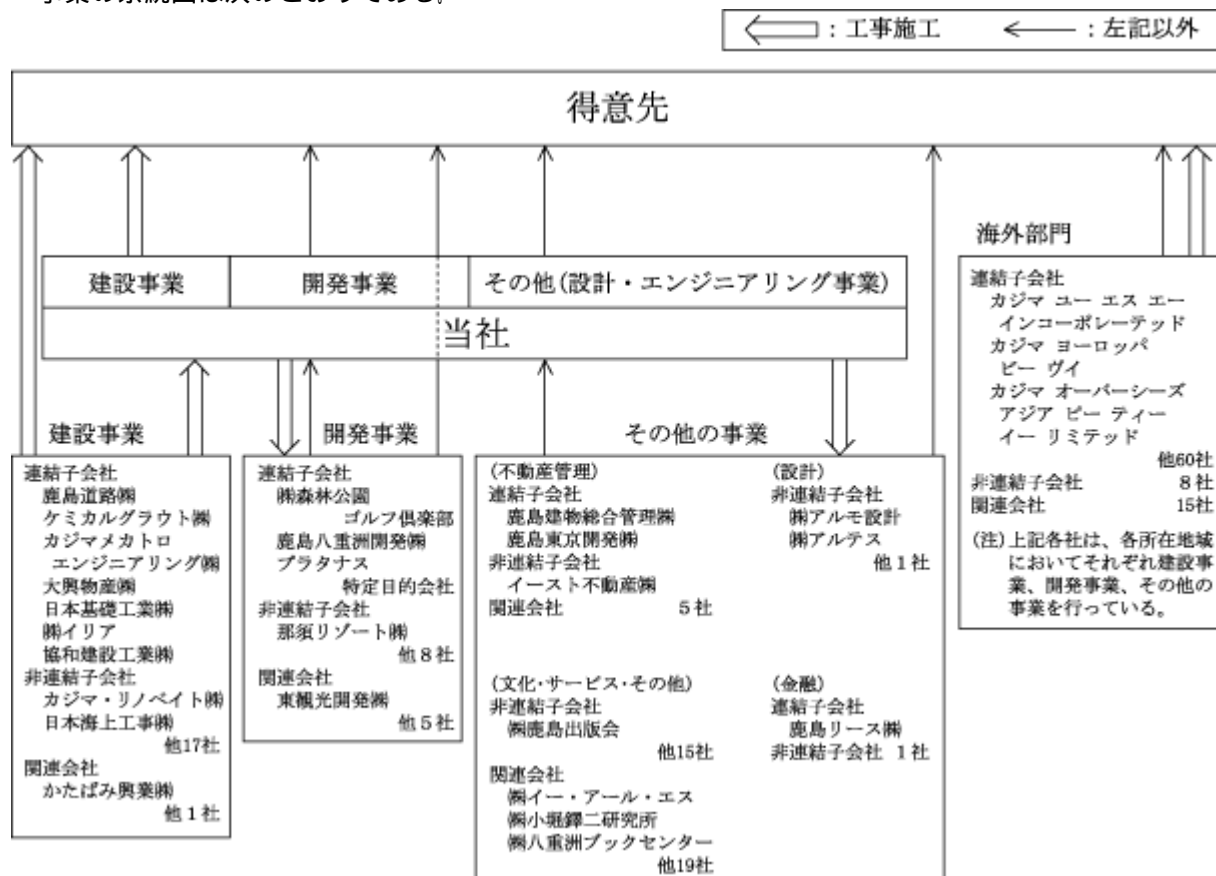 事業の系統図は次のとおりである。
：工事施工　：左記以外
得意先
建設事業
開発事業
その他(設計・エンジニアリング事業)
当社
建設事業
連結子会社
鹿島道路㈱
ケミカルグラウト㈱
カジマメカトロ
エンジニアリング㈱
大興物産㈱
日本基礎工業㈱
㈱イリア
協和建設工業㈱
非連結子会社
カジマ・リノベイト㈱
日本海上工事㈱
他17社
関連会社
かたばみ興業㈱
他１社
開発事業
連結子会社
㈱森林公園
ゴルフ倶楽部
鹿島八重洲開発㈱
プラタナス
特定目的会社
非連結子会社
那須リゾート㈱
他８社
関連会社
東観光開発㈱
他５社
その他の事業
(不動産管理)
連結子会社
鹿島建物総合管理㈱
鹿島東京開発㈱
非連結子会社
イースト不動産㈱
関連会社　５社
(設計)
非連結子会社
㈱アルモ設計
㈱アルテス
他１社
(文化・サービス・その他)
非連結子会社
㈱鹿島出版会
他15社
関連会社
㈱イー・アール・エス
㈱小堀鐸二研究所
㈱八重洲ブックセンター
他19社
(金融)
連結子会社
鹿島リース㈱
非連結子会社 １社
海外部門
連結子会社
カジマ ユー エス エー
インコーポレーテッド
カジマ ヨーロッパ
ビー ヴイ
カジマ オーバーシーズ
アジア ピー ティー
イー リミテッド
他60社
非連結子会社　８社
関連会社　15社
(注)上記各社は、各所在地域
においてそれぞれ建設事
業、開発事業、その他の
事業を行っている。